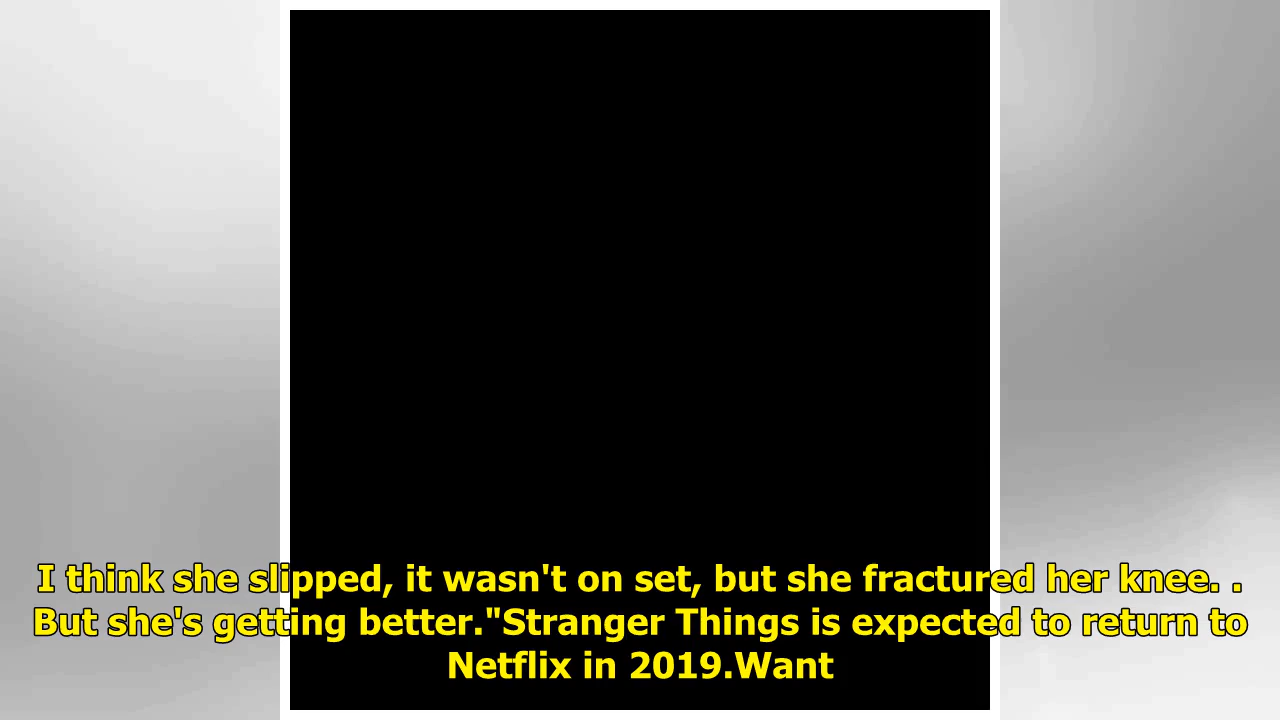 I think she slipped, it wasn't on set, but she fractured her knee. .
But she's getting better."Stranger Things is expected to return to
Netflix in 2019.Want